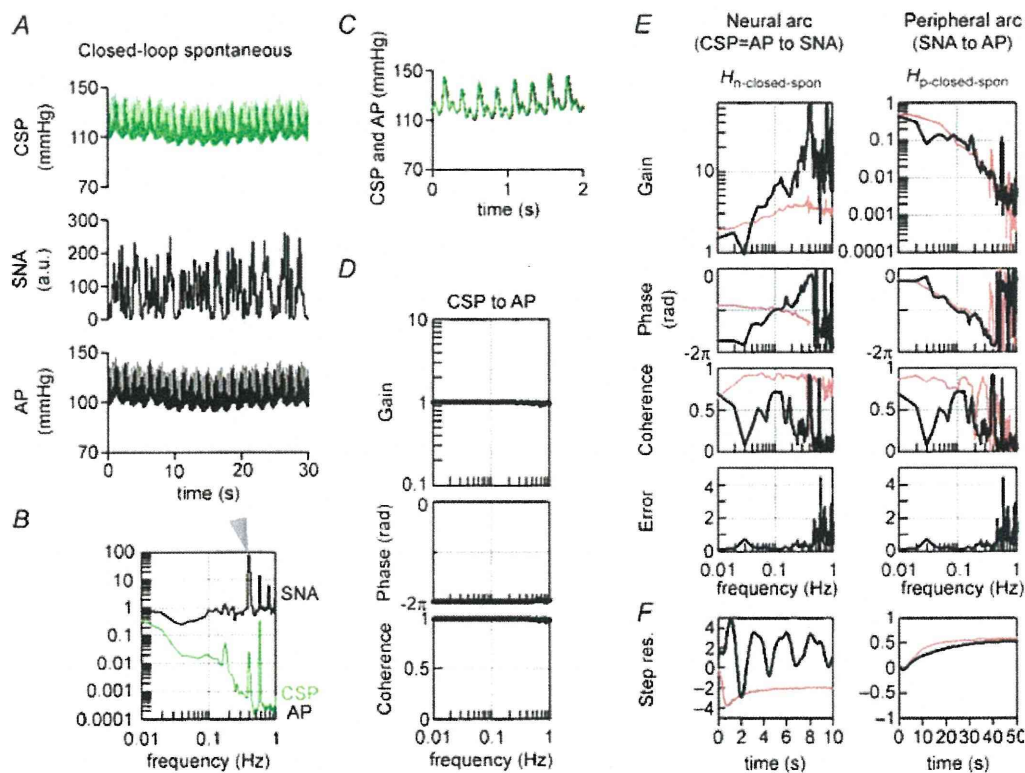 A
Closed-loop spontaneous
CSP
(mmHg)
150
110
70
SNA
(a.u.)
300
200
100
0
AP
(mmHg)
150
100
70
0 10 20 30
time (s)
B
100
10
1
0.1
0.01
0.001
0.0001
SNA
CSP
AP
0.01 0.1 1
frequency (Hz)
C
CSP and AP (mmHg)
150
110
70
0 1 2
time (s)
D
CSP to AP
Gain
10
1
0.1
Phase (rad)
0
-2π
Coherence
1
0.5
0
0.01 0.1 1
frequency (Hz)
E
Neural arc
(CSP=AP to SNA)
Hn-closed-spon
Peripheral arc
(SNA to AP)
Hp-closed-spon
Gain
10
1
1
0.1
0.01
0.001
0.0001
Phase
(rad)
0
-2π
0
-2π
Coherence
1
0.5
0
1
0.5
0
Error
4
2
0
4
2
0
0.01 0.1 1
frequency (Hz)
0.01 0.1 1
frequency (Hz)
F
Step res.
4
2
0
-2
-4
0 2 4 6 8 10
time (s)
1
0.5
0
-0.5
-1
0 10 20 30 40 50
time (s)